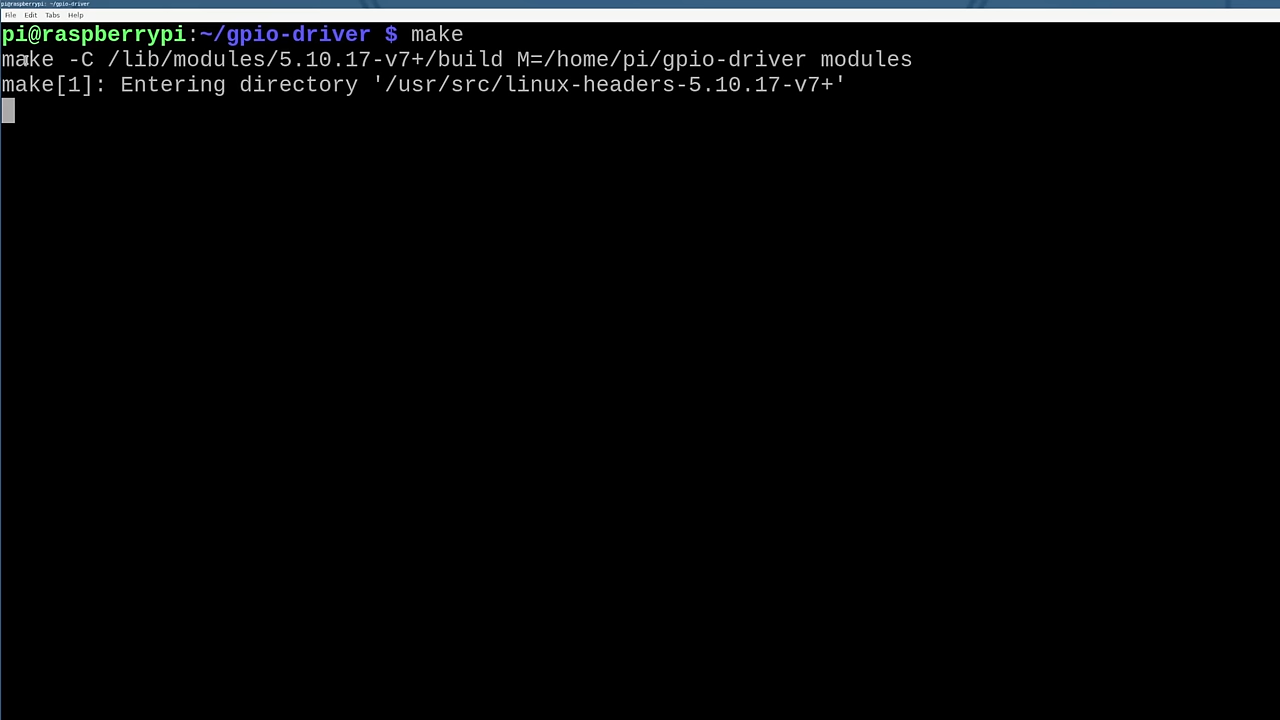 pi@raspberrypi: ~/gpio-driver
File Edit Tabs Help
pi@raspberrypi:~/gpio-driver $ make
make -C /lib/modules/5.10.17-v7+/build M=/home/pi/gpio-driver modules
make[1]: Entering directory '/usr/src/linux-headers-5.10.17-v7+'